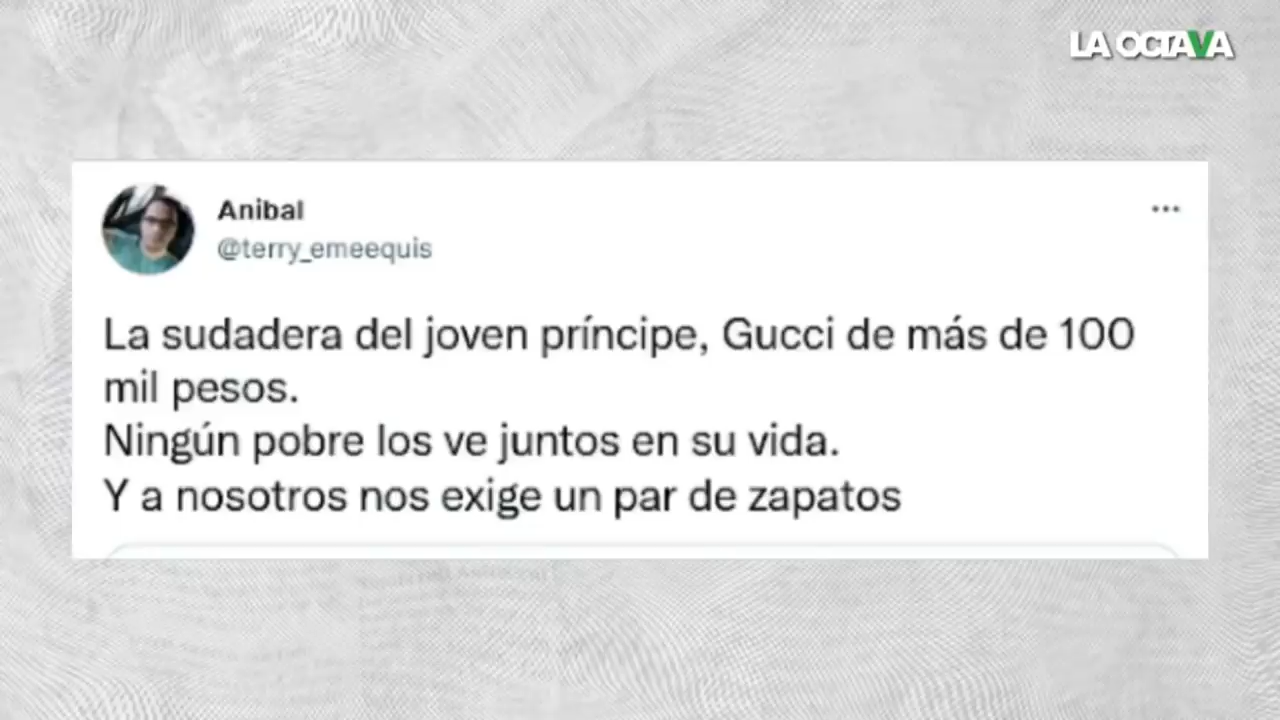 LA OCTAVA
Anibal
@terry_emeequis
La sudadera del joven príncipe, Gucci de más de 100
mil pesos.
Ningún pobre los ve juntos en su vida.
Y a nosotros nos exige un par de zapatos